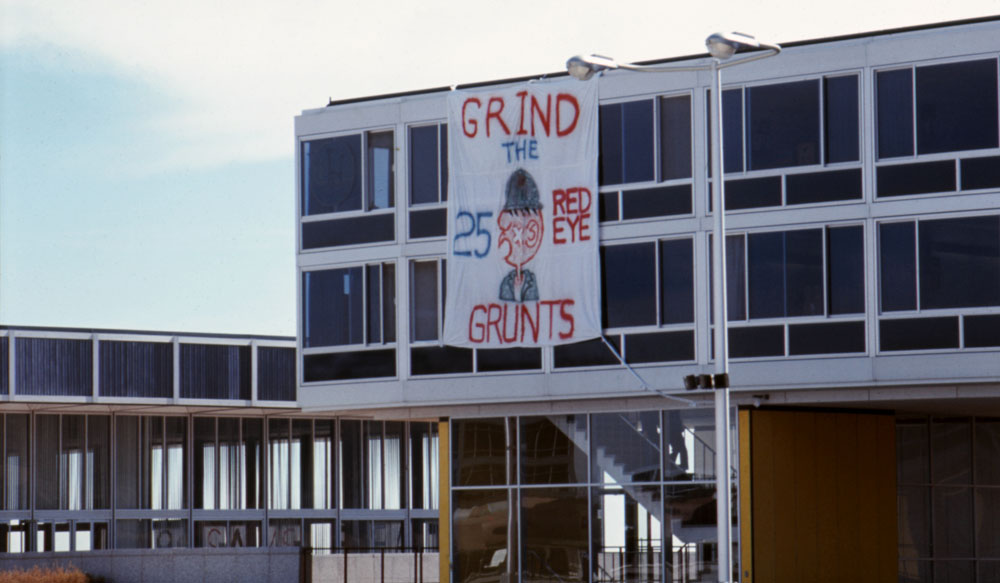 GRIND
THE
25
RED
EYE
GRUNTS